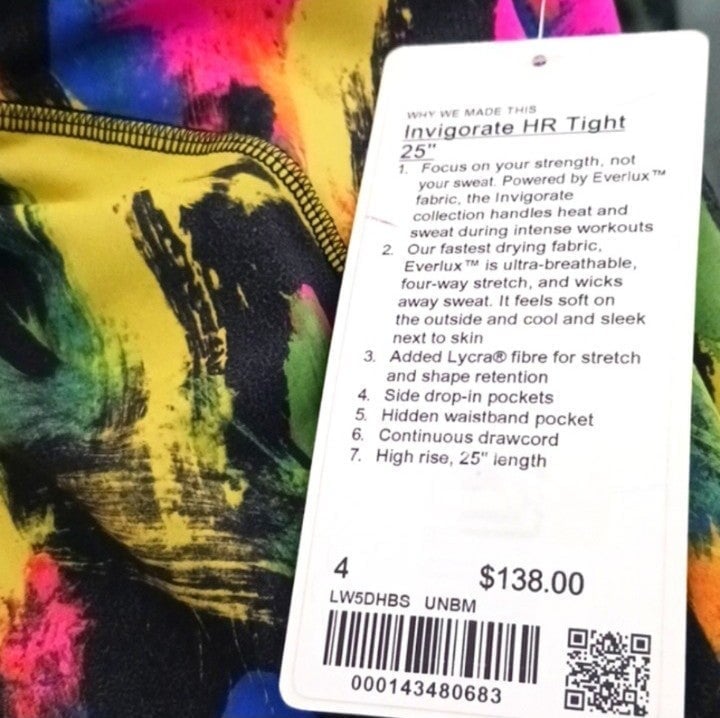 WHY WE MADE THIS
Invigorate HR Tight
25"
1. Focus on your strength, not
your sweat. Powered by Everlux™
fabric, the Invigorate
collection handles heat and
sweat during intense workouts
2. Our fastest drying fabric,
Everlux™ is ultra-breathable,
four-way stretch, and wicks
away sweat. It feels soft on
the outside and cool and sleek
next to skin
3. Added Lycra® fibre for stretch
and shape retention
4. Side drop-in pockets
5. Hidden waistband pocket
6. Continuous drawcord
7. High rise, 25" length
4 $138.00
LW5DHBS UNBM
000143480683